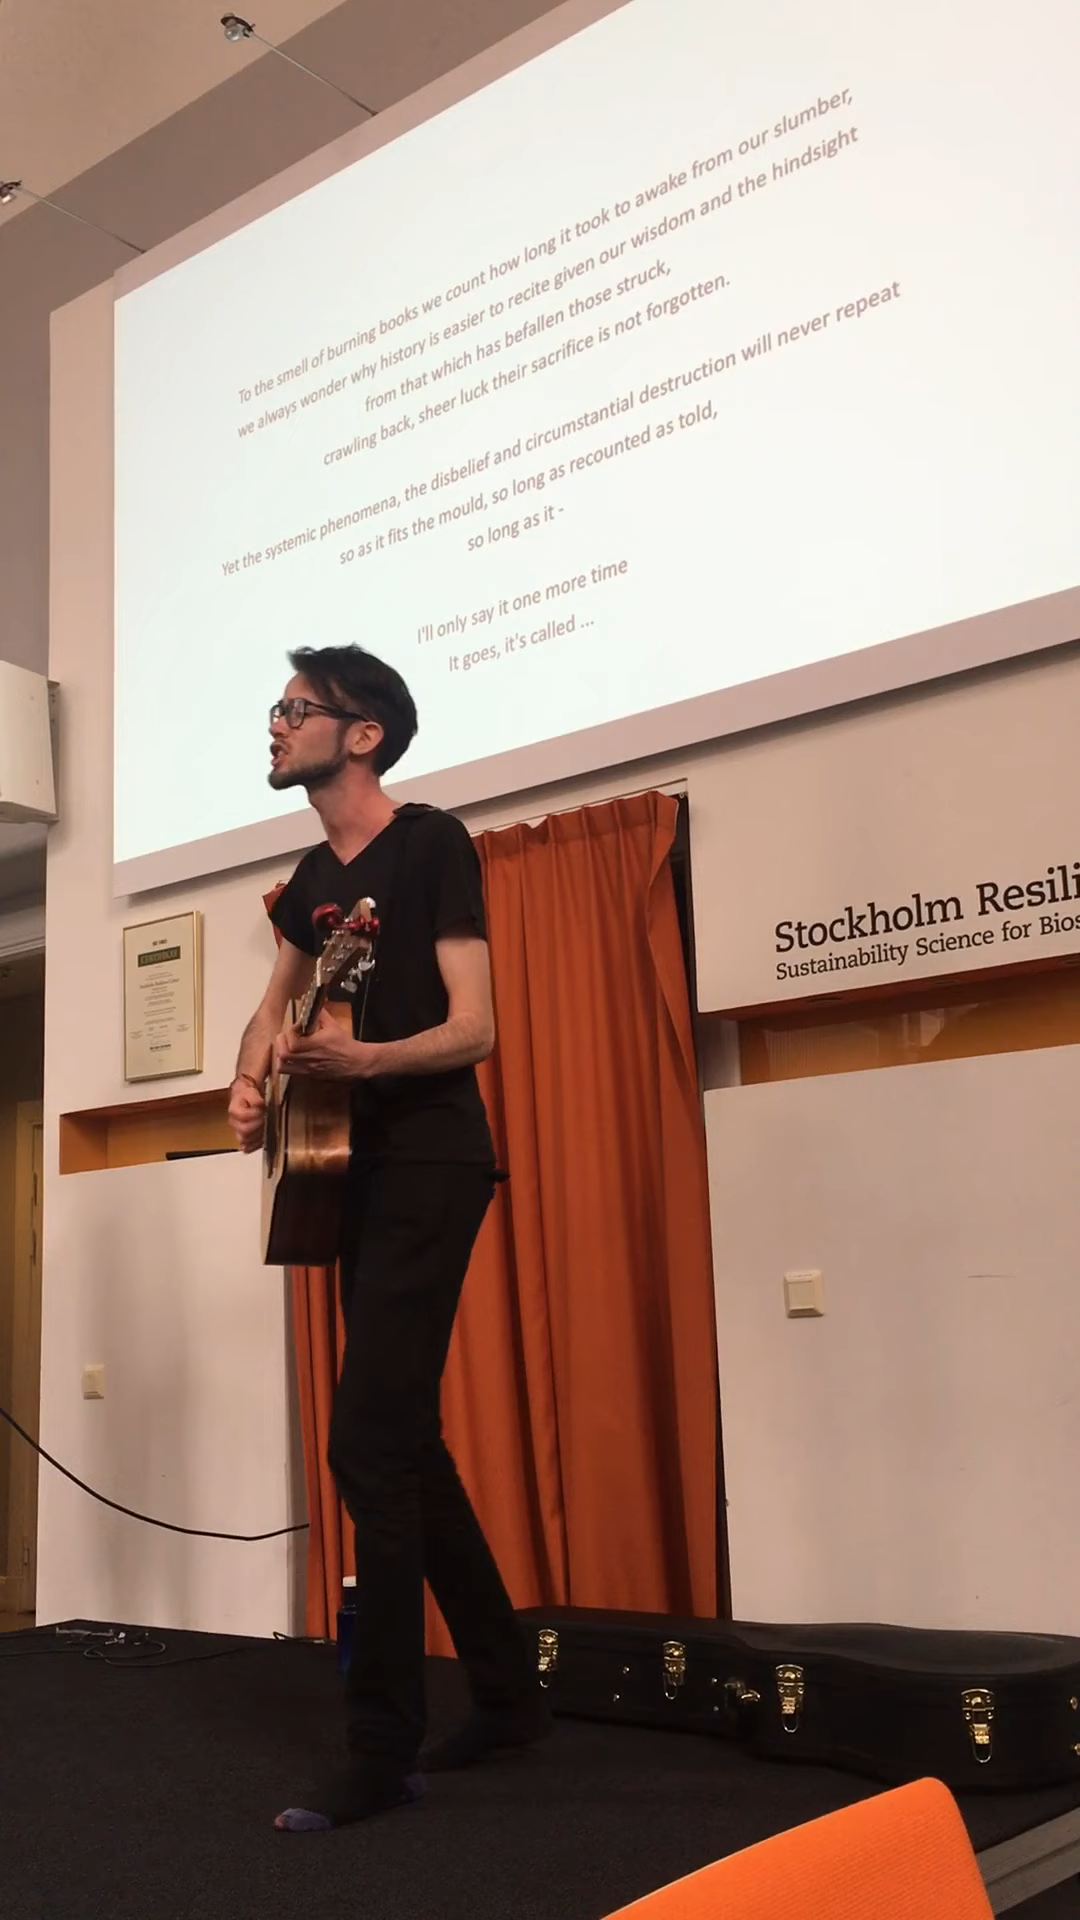 To the smell of burning books we count how long it took to awake from our slumber,
we always wonder why history is easier to recite given our wisdom and the hindsight
from that which has befallen those struck,
crawling back, sheer luck their sacrifice is not forgotten.
Yet the systemic phenomena, the disbelief and circumstantial destruction will never repeat
so as it fits the mould, so long as recounted as told,
so long as it -
I'll only say it one more time
It goes, it's called ...
Stockholm Resili
Sustainability Science for Bios